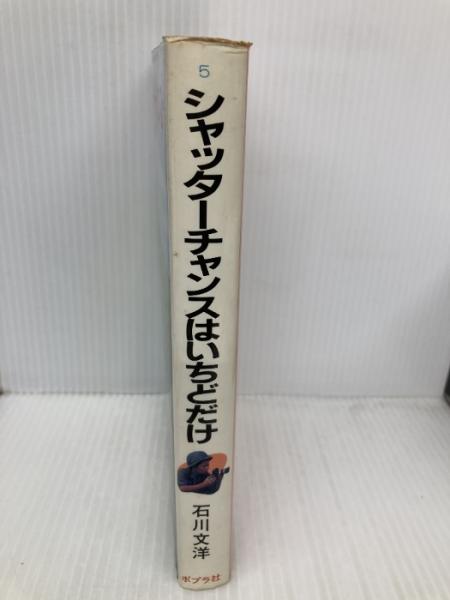 5
シャッターチャンスはいちどだけ
石川文洋
ポプラ社